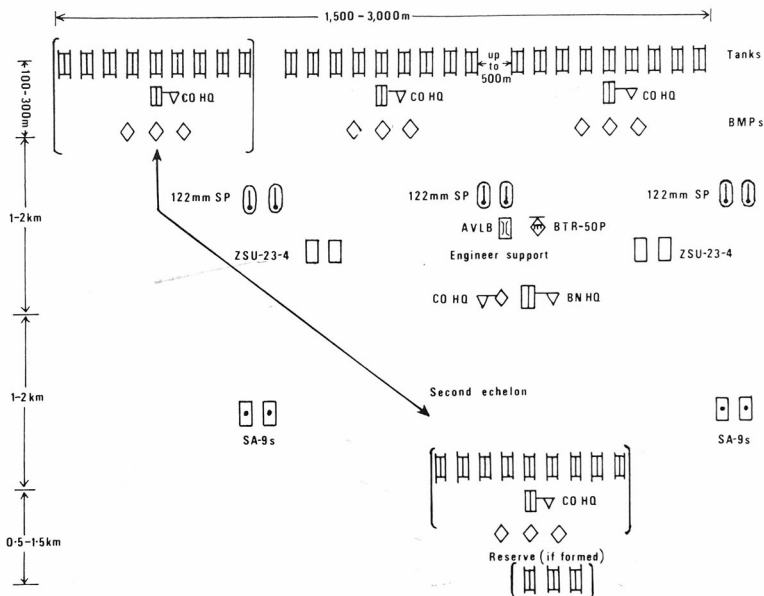 1,500-3,000m
Tanks
up
to
500m
100-300m
CO HQ
CO HQ
CO HQ
BMPs
122mm SP
122mm SP
122mm SP
1-2km
AVLB
BTR-50P
ZSU-23-4
Engineer support
ZSU-23-4
CO HQ
BN HQ
1-2km
Second echelon
SA-9s
SA-9s
CO HQ
0·5-1·5km
Reserve (if formed)